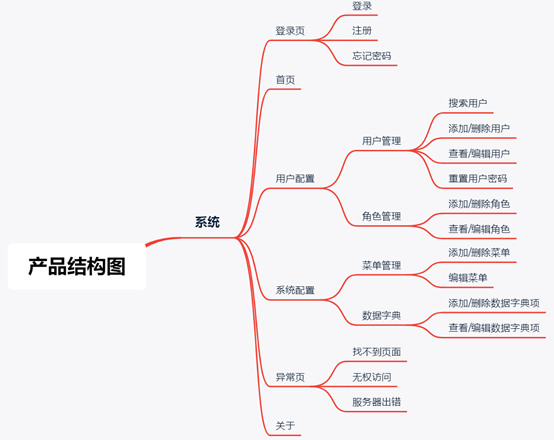 产品结构图
系统
登录页
登录
注册
忘记密码
首页
用户配置
用户管理
搜索用户
添加/删除用户
查看/编辑用户
重置用户密码
角色管理
添加/删除角色
查看/编辑角色
系统配置
菜单管理
添加/删除菜单
编辑菜单
数据字典
添加/删除数据字典项
查看/编辑数据字典项
异常页
找不到页面
无权访问
服务器出错
关于